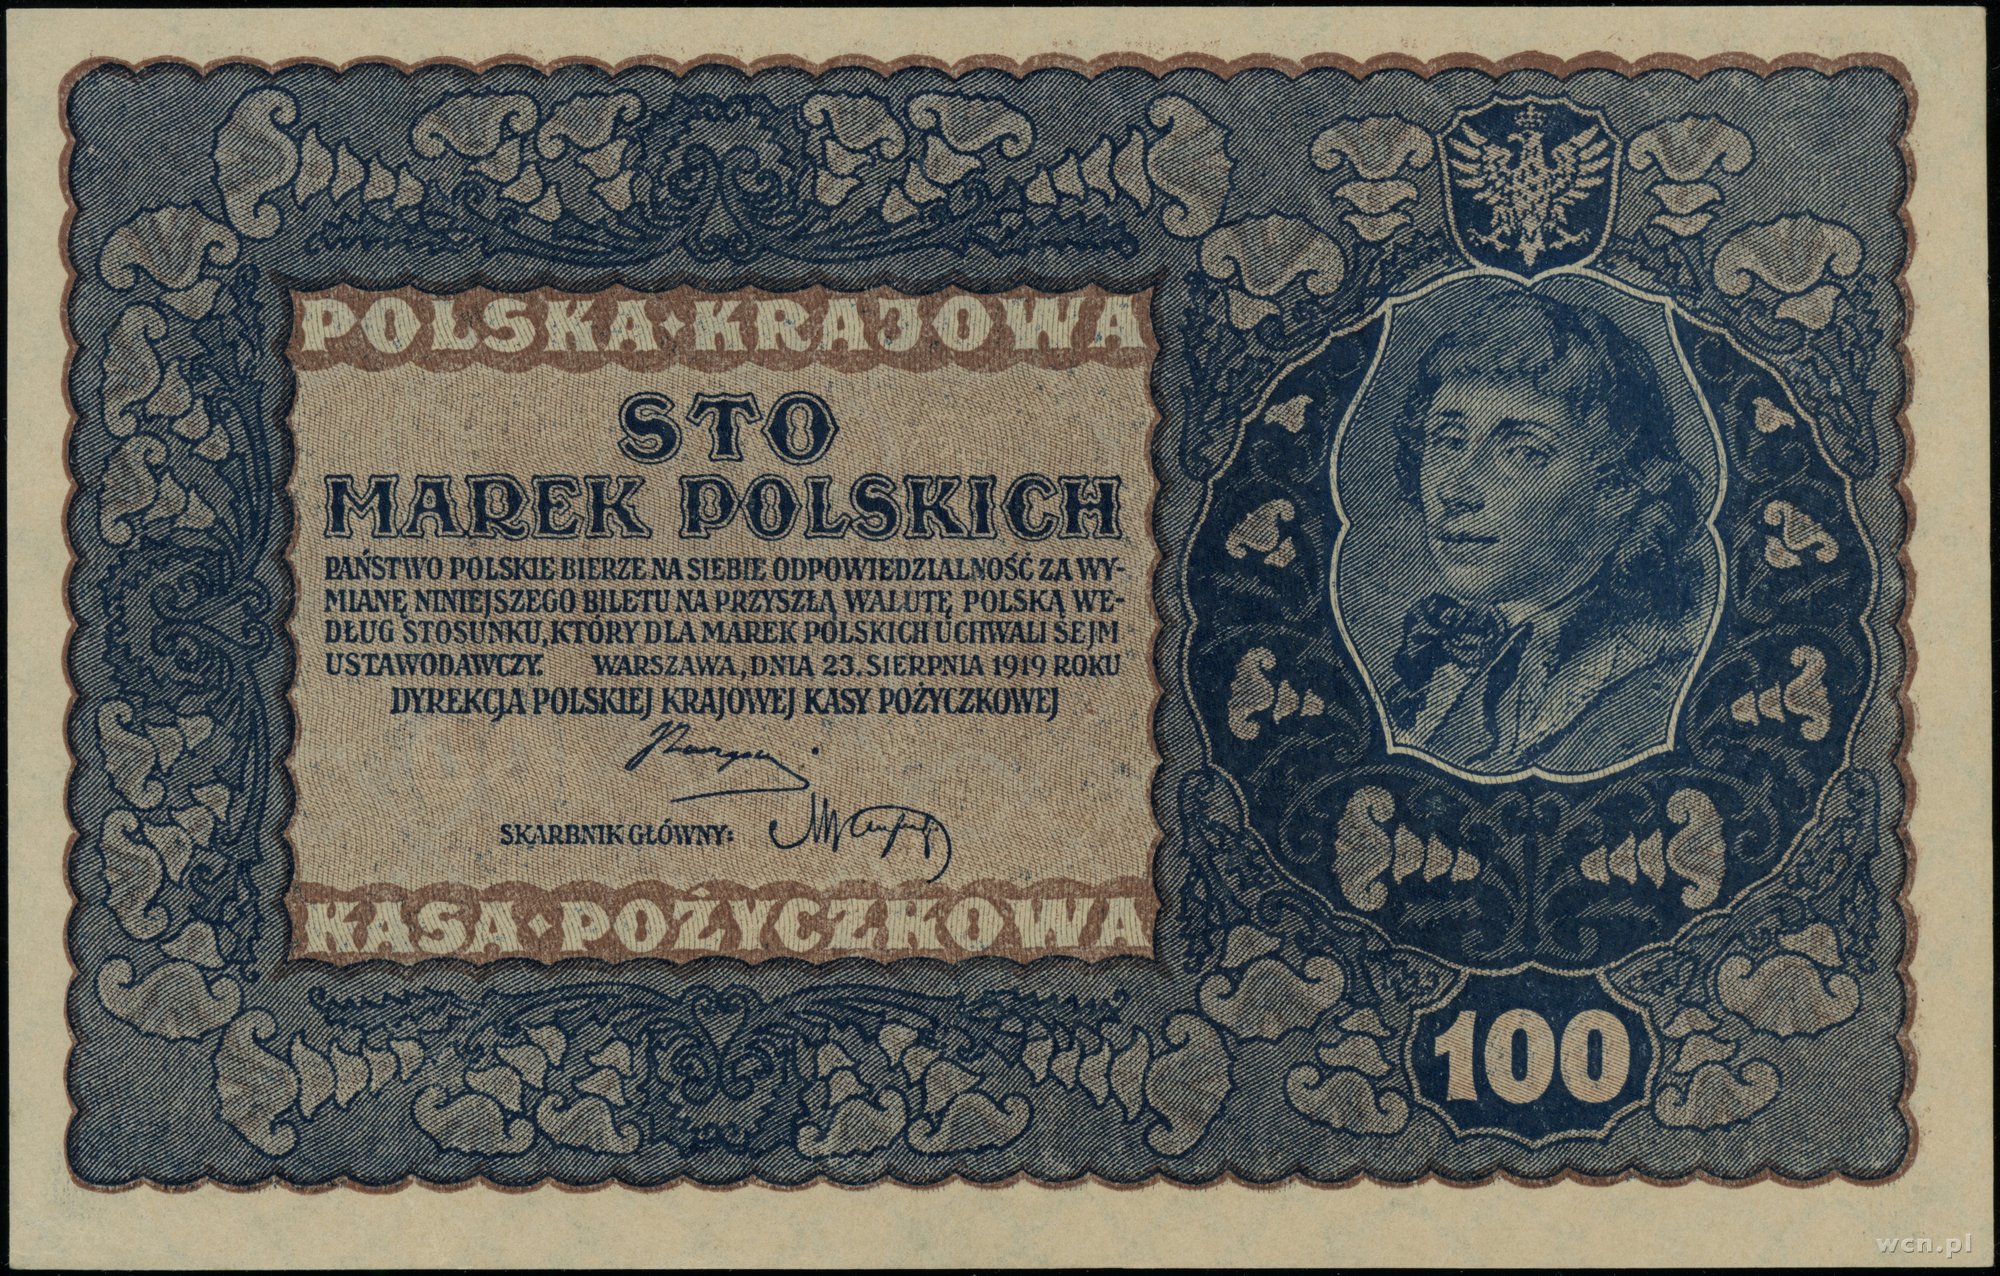 POLSKA·KRAJOWA
STO
MAREK POLSKICH
PAŃSTWO POLSKIE BIERZE NA SIEBIE ODPOWIEDZIALNOŚĆ ZA WY-
MIANĘ NINIEJSZEGO BILETU NA PRZYSZŁĄ WALUTĘ POLSKĄ WE-
DŁUG STOSUNKU, KTÓRY DLA MAREK POLSKICH UCHWALI SEJM
USTAWODAWCZY. WARSZAWA, DNIA 23. SIERPNIA 1919 ROKU
DYREKCJA POLSKIEJ KRAJOWEJ KASY POŻYCZKOWEJ
SKARBNIK GŁÓWNY:
KASA·POŻYCZKOWA
100
wcn.pl